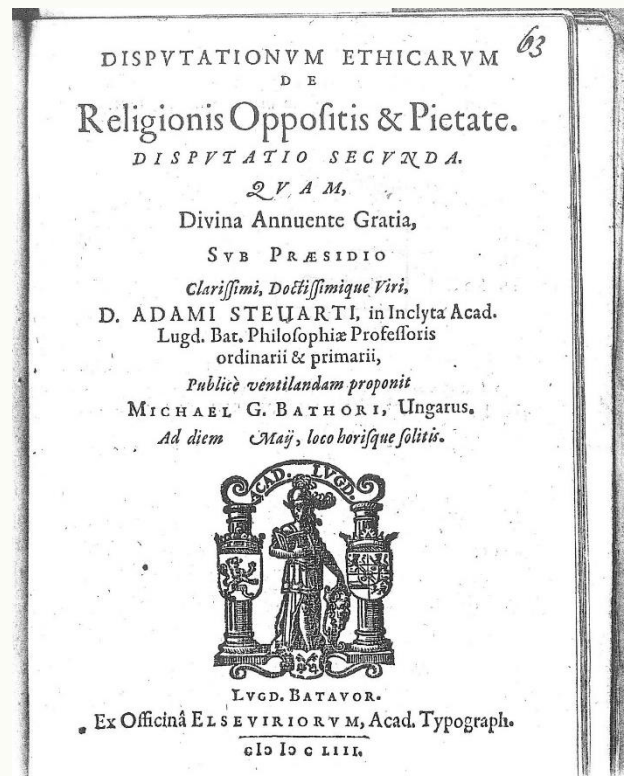 63
DISPVTATIONVM ETHICARVM
DE
Religionis Oppoſitis & Pietate.
DISPVTATIO SECVNDA.
QVAM,
Divina Annuente Gratia,
SVB PRÆSIDIO
Clariſſimi, Doctiſſimique Viri,
D. ADAMI STEUARTI, in Inclyta Acad.
Lugd. Bat. Philoſophiæ Profeſſoris
ordinarii & primarii,
Publicè ventilandam proponit
MICHAEL G. BATHORI, Ungarus.
Ad diem Maij, loco horiſque ſolitis.
ACAD. LVGD.
LVGD. BATAVOR.
Ex Officinâ ELSEVIRIORVM, Acad. Typograph.
cIↄ Iↄ c LIII.